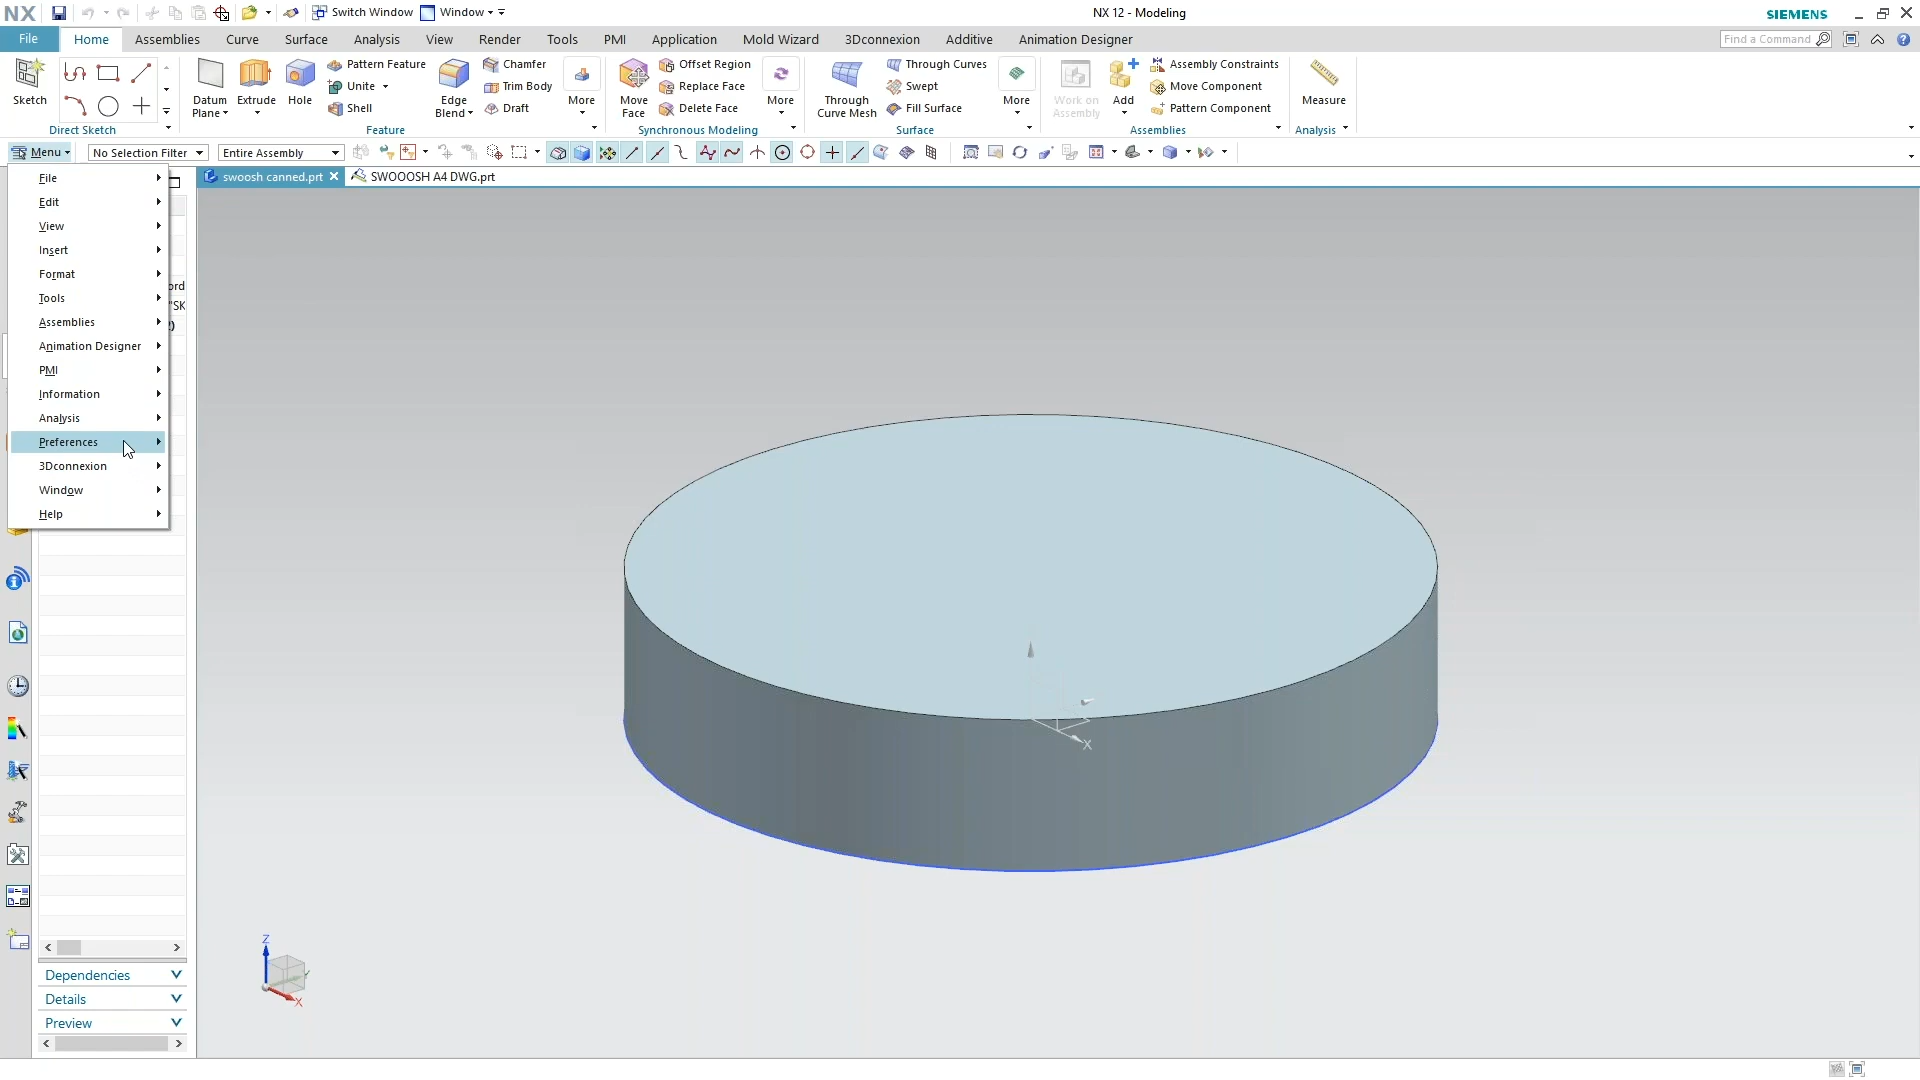 NX
Switch Window
Window
NX 12 - Modeling
SIEMENS
File
Home
Assemblies
Curve
Surface
Analysis
View
Render
Tools
PMI
Application
Mold Wizard
3Dconnexion
Additive
Animation Designer
Find a Command
Sketch
Direct Sketch
Datum
Plane
Extrude
Hole
Pattern Feature
Unite
Shell
Edge
Blend
Chamfer
Trim Body
Draft
More
Feature
Move
Face
Offset Region
Replace Face
Delete Face
More
Synchronous Modeling
Through
Curve Mesh
Through Curves
Swept
Fill Surface
More
Surface
Work on
Assembly
Add
Assembly Constraints
Move Component
Pattern Component
Assemblies
Measure
Analysis
Menu
No Selection Filter
Entire Assembly
swoosh canned.prt
SWOOOSH A4 DWG.prt
File
Edit
View
Insert
Format
Tools
Assemblies
Animation Designer
PMI
Information
Analysis
Preferences
3Dconnexion
Window
Help
ord
"SK
Dependencies
Details
Preview
X
Z
Y
X